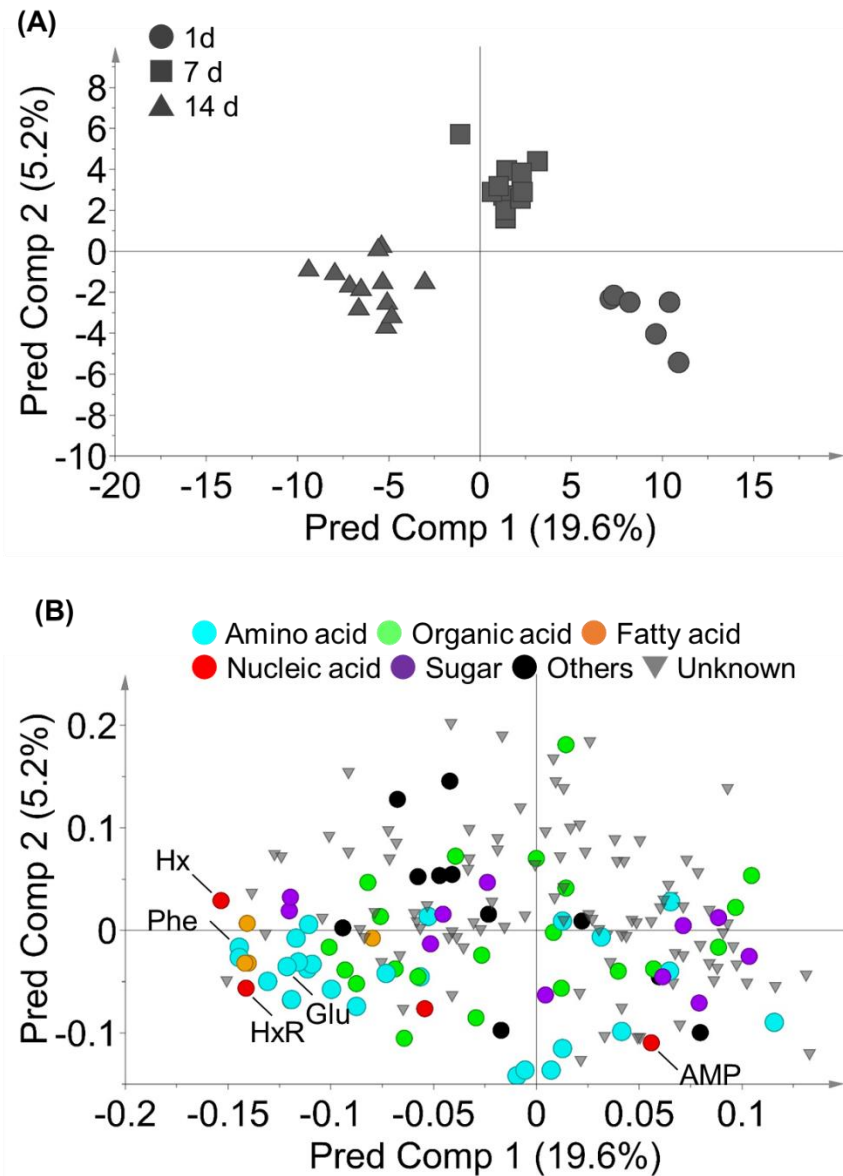 (A)
1d
7 d
14 d
Pred Comp 2 (5.2%)
8
6
4
2
0
-2
-4
-6
-8
-10
-20 -15 -10 -5 0 5 10 15
Pred Comp 1 (19.6%)
(B)
Amino acid Organic acid Fatty acid
Nucleic acid Sugar Others Unknown
Pred Comp 2 (5.2%)
0.2
0.1
0
-0.1
Hx
Phe
Glu
HxR
AMP
-0.2 -0.15 -0.1 -0.05 0 0.05 0.1
Pred Comp 1 (19.6%)